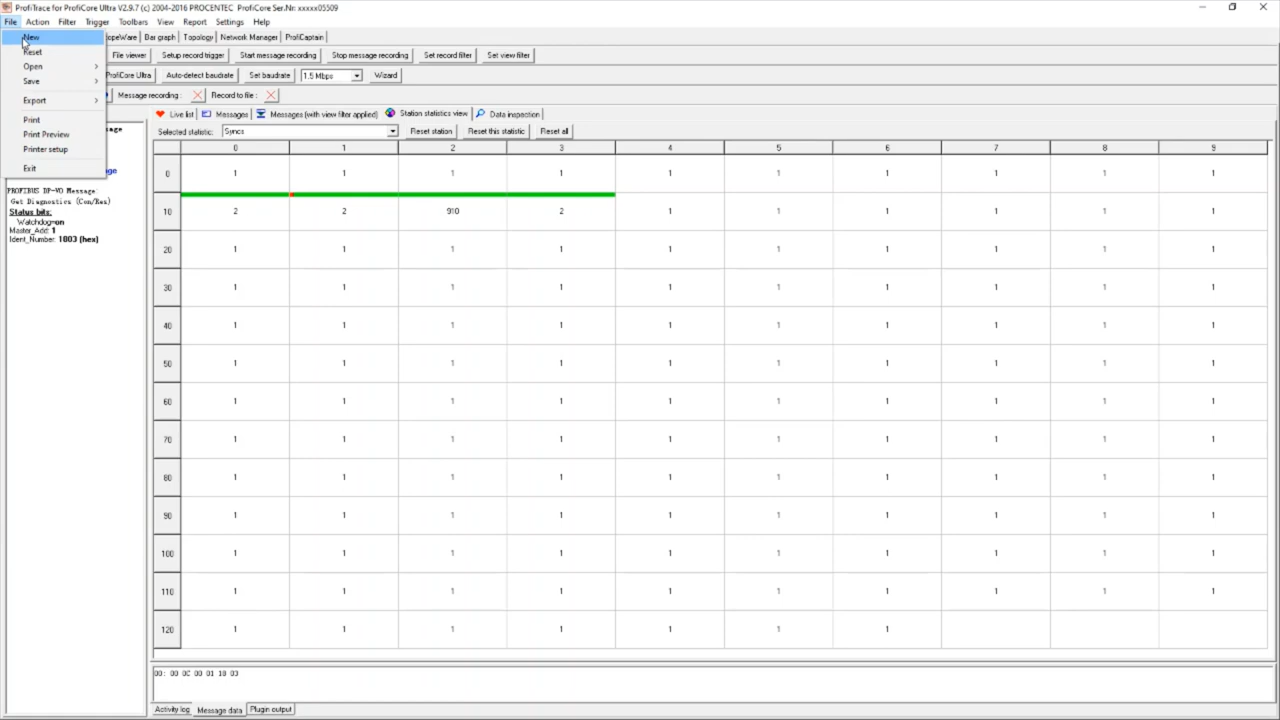 ProfiTrace for ProfiCore Ultra V2.9.7 (c) 2004-2016 PROCENTEC ProfiCore Ser.Nr: xxxxx05509
File Action Filter Trigger Toolbars View Report Settings Help
New
opeWare Bar graph Topology Network Manager ProfiCaptain
Reset
File viewer Setup record trigger Start message recording Stop message recording Set record filter Set view filter
Open
ProfiCore Ultra Auto-detect baudrate Set baudrate 1.5 Mbps Wizard
Save
Export
Message recording : Record to file :
Print
Live list Messages Messages (with view filter applied) Station statistics view Data inspection
Print Preview
Selected statistic: Syncs Reset station Reset this statistic Reset all
Printer setup
Exit
PROFIBUS DP-V0 Message:
Get Diagnostics (Con/Res)
Status bits:
Watchdog=on
Master_Add: 1
Ident_Number: 1803 (hex)
0 1 2 3 4 5 6 7 8 9
0 1 1 1 1 1 1 1 1 1 1
10 2 2 910 2 1 1 1 1 1 1
20 1 1 1 1 1 1 1 1 1 1
30 1 1 1 1 1 1 1 1 1 1
40 1 1 1 1 1 1 1 1 1 1
50 1 1 1 1 1 1 1 1 1 1
60 1 1 1 1 1 1 1 1 1 1
70 1 1 1 1 1 1 1 1 1 1
80 1 1 1 1 1 1 1 1 1 1
90 1 1 1 1 1 1 1 1 1 1
100 1 1 1 1 1 1 1 1 1 1
110 1 1 1 1 1 1 1 1 1 1
120 1 1 1 1 1 1 1
00: 00 0C 00 01 18 03
Activity log Message data Plugin output